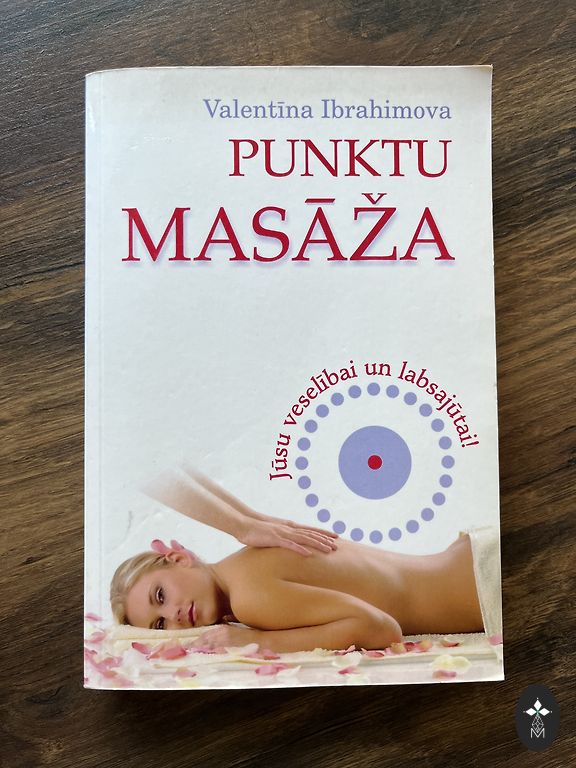 Valentīna Ibrahimova
PUNKTU
MASĀŽA
Jūsu veselībai un labsajūtai!
M